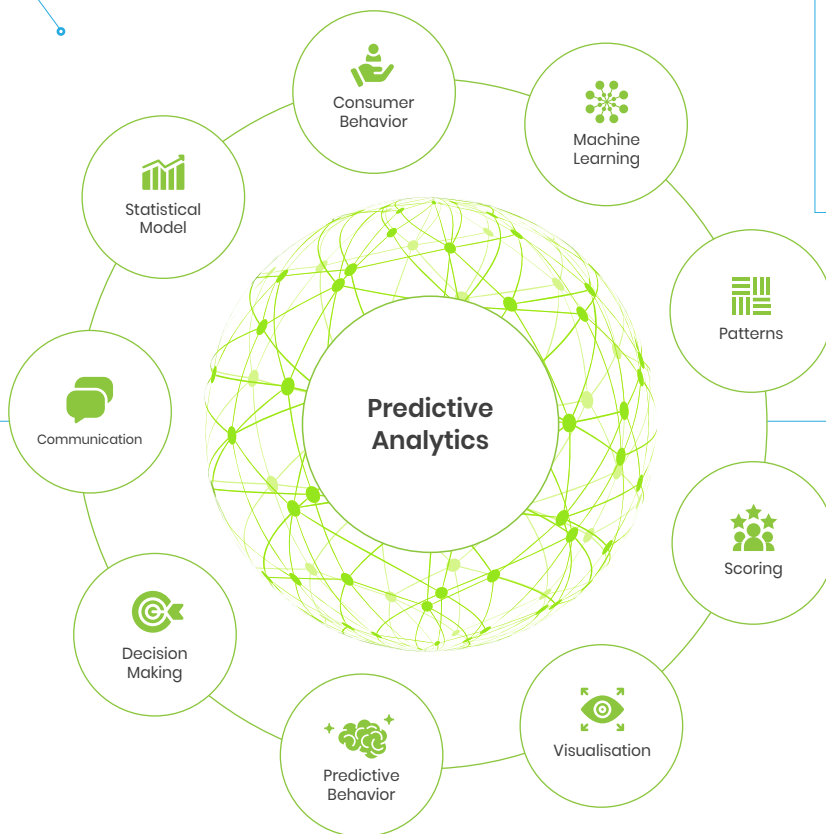 Consumer
Behavior
Machine
Learning
Statistical
Model
Patterns
Predictive
Analytics
Communication
Scoring
Decision
Making
Visualisation
Predictive
Behavior